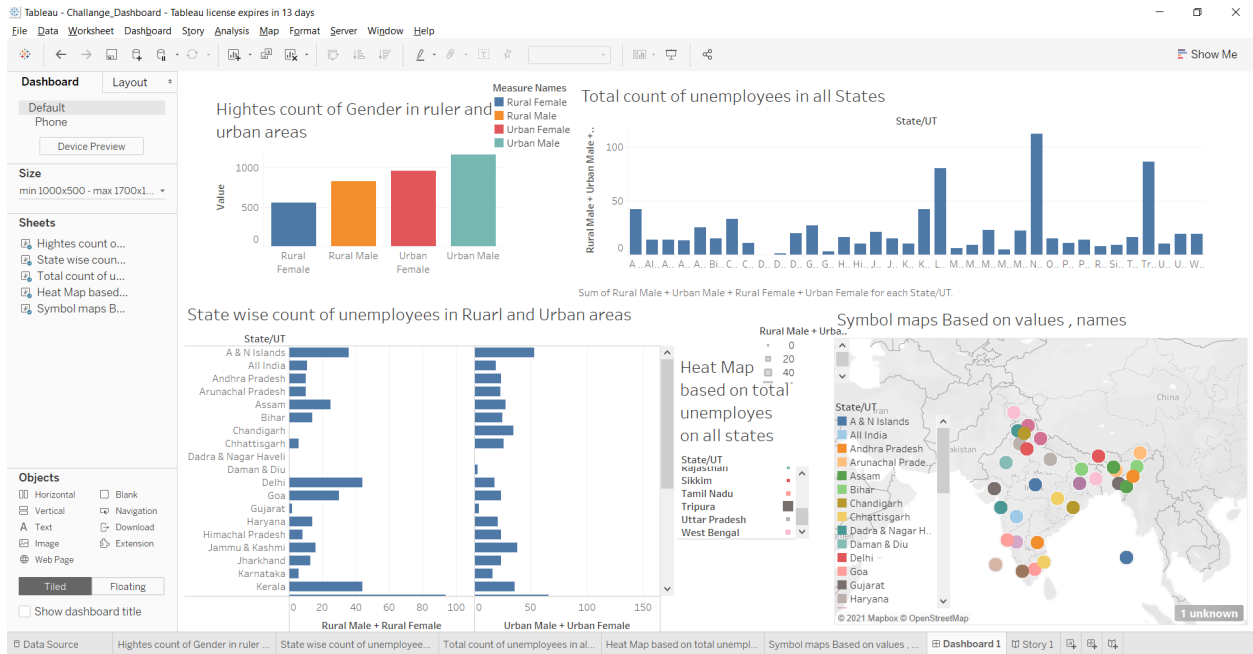 Tableau - Challange_Dashboard - Tableau license expires in 13 days
File Data Worksheet Dashboard Story Analysis Map Format Server Window Help
Show Me
Dashboard
Layout
Default
Phone
Device Preview
Size
min 1000x500 - max 1700x1...
Sheets
Hightes count o...
State wise coun...
Total count of u...
Heat Map based...
Symbol maps B...
Objects
Horizontal
Blank
Vertical
Navigation
Text
Download
Image
Extension
Web Page
Tiled
Floating
Show dashboard title
Hightes count of Gender in ruler and
urban areas
Measure Names
Rural Female
Rural Male
Urban Female
Urban Male
Value
1000
500
0
Rural
Female
Rural Male
Urban
Female
Urban Male
Total count of unemployees in all States
State/UT
Rural Male + Urban Male +..
100
50
0
A .. Al.. A.. A.. A.. Bi.. C.. C.. D.. D.. D.. G.. G.. H.. Hi.. J.. J.. K.. K.. L.. M.. M.. M.. M.. M.. N.. O.. P.. P.. R.. Si.. T.. Tr.. U.. U.. W..
Sum of Rural Male + Urban Male + Rural Female + Urban Female for each State/UT.
State wise count of unemployees in Ruarl and Urban areas
State/UT
A & N Islands
All India
Andhra Pradesh
Arunachal Pradesh
Assam
Bihar
Chandigarh
Chhattisgarh
Dadra & Nagar Haveli
Daman & Diu
Delhi
Goa
Gujarat
Haryana
Himachal Pradesh
Jammu & Kashmi
Jharkhand
Karnataka
Kerala
0 20 40 60 80 100
0 50 100 150
Rural Male + Rural Female
Urban Male + Urban Female
Rural Male + Urba..
0
20
40
Heat Map
based on total
unemployes
on all states
State/UT
Rajasthan
Sikkim
Tamil Nadu
Tripura
Uttar Pradesh
West Bengal
Symbol maps Based on values , names
State/UT
A & N Islands
All India
Andhra Pradesh
Arunachal Prade..
Assam
Bihar
Chandigarh
Chhattisgarh
Dadra & Nagar H..
Daman & Diu
Delhi
Goa
Gujarat
Haryana
China
© 2021 Mapbox © OpenStreetMap
1 unknown
Data Source
Hightes count of Gender in ruler ...
State wise count of unemployee...
Total count of unemployees in al...
Heat Map based on total unempl...
Symbol maps Based on values , ...
Dashboard 1
Story 1